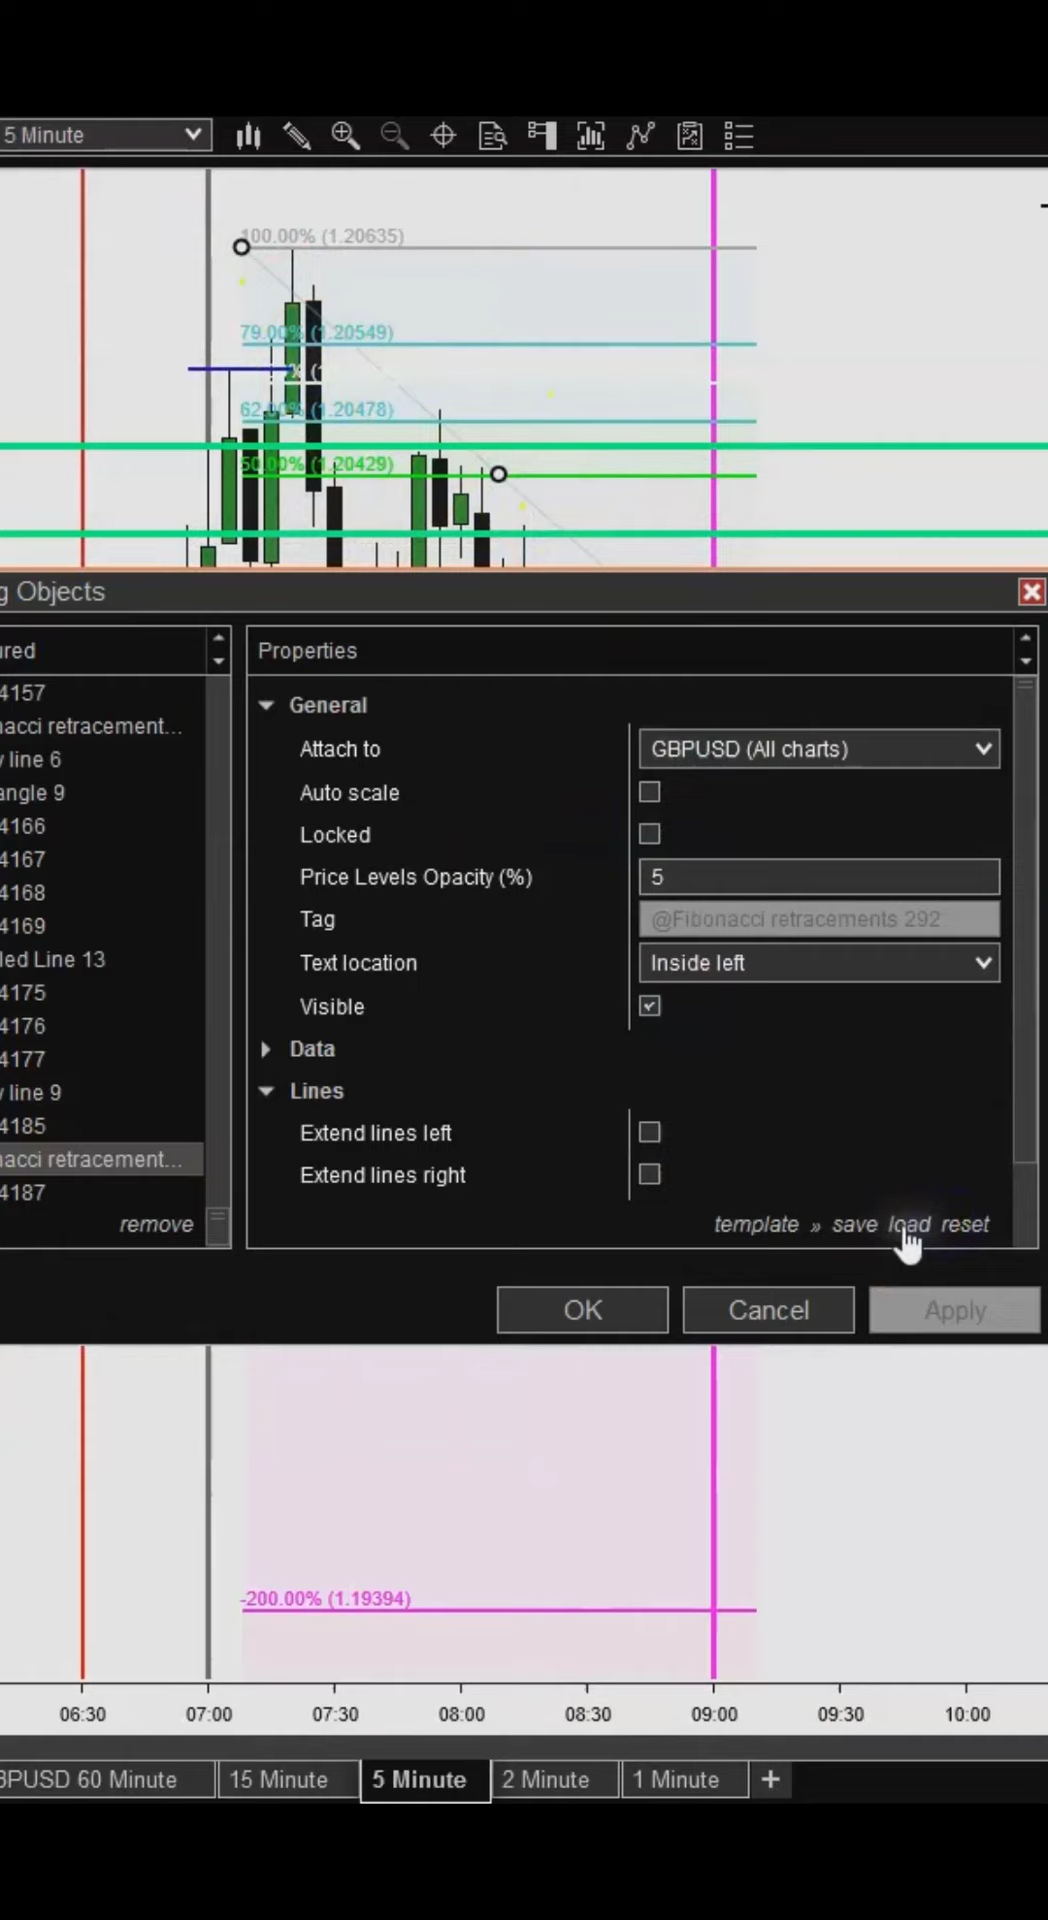 5 Minute
100.00% (1.20635)
79.00% (1.20549)
62.00% (1.20478)
50.00% (1.20429)
g Objects
ured
Properties
4157
General
nacci retracement...
Attach to
GBPUSD (All charts)
y line 6
angle 9
Auto scale
4166
Locked
4167
Price Levels Opacity (%)
5
4168
4169
Tag
@Fibonacci retracements 292
led Line 13
Text location
Inside left
4175
Visible
4176
4177
Data
y line 9
Lines
4185
Extend lines left
nacci retracement...
Extend lines right
4187
remove
template » save load reset
OK
Cancel
Apply
-200.00% (1.19394)
06:30 07:00 07:30 08:00 08:30 09:00 09:30 10:00
BPUSD 60 Minute
15 Minute
5 Minute
2 Minute
1 Minute
+